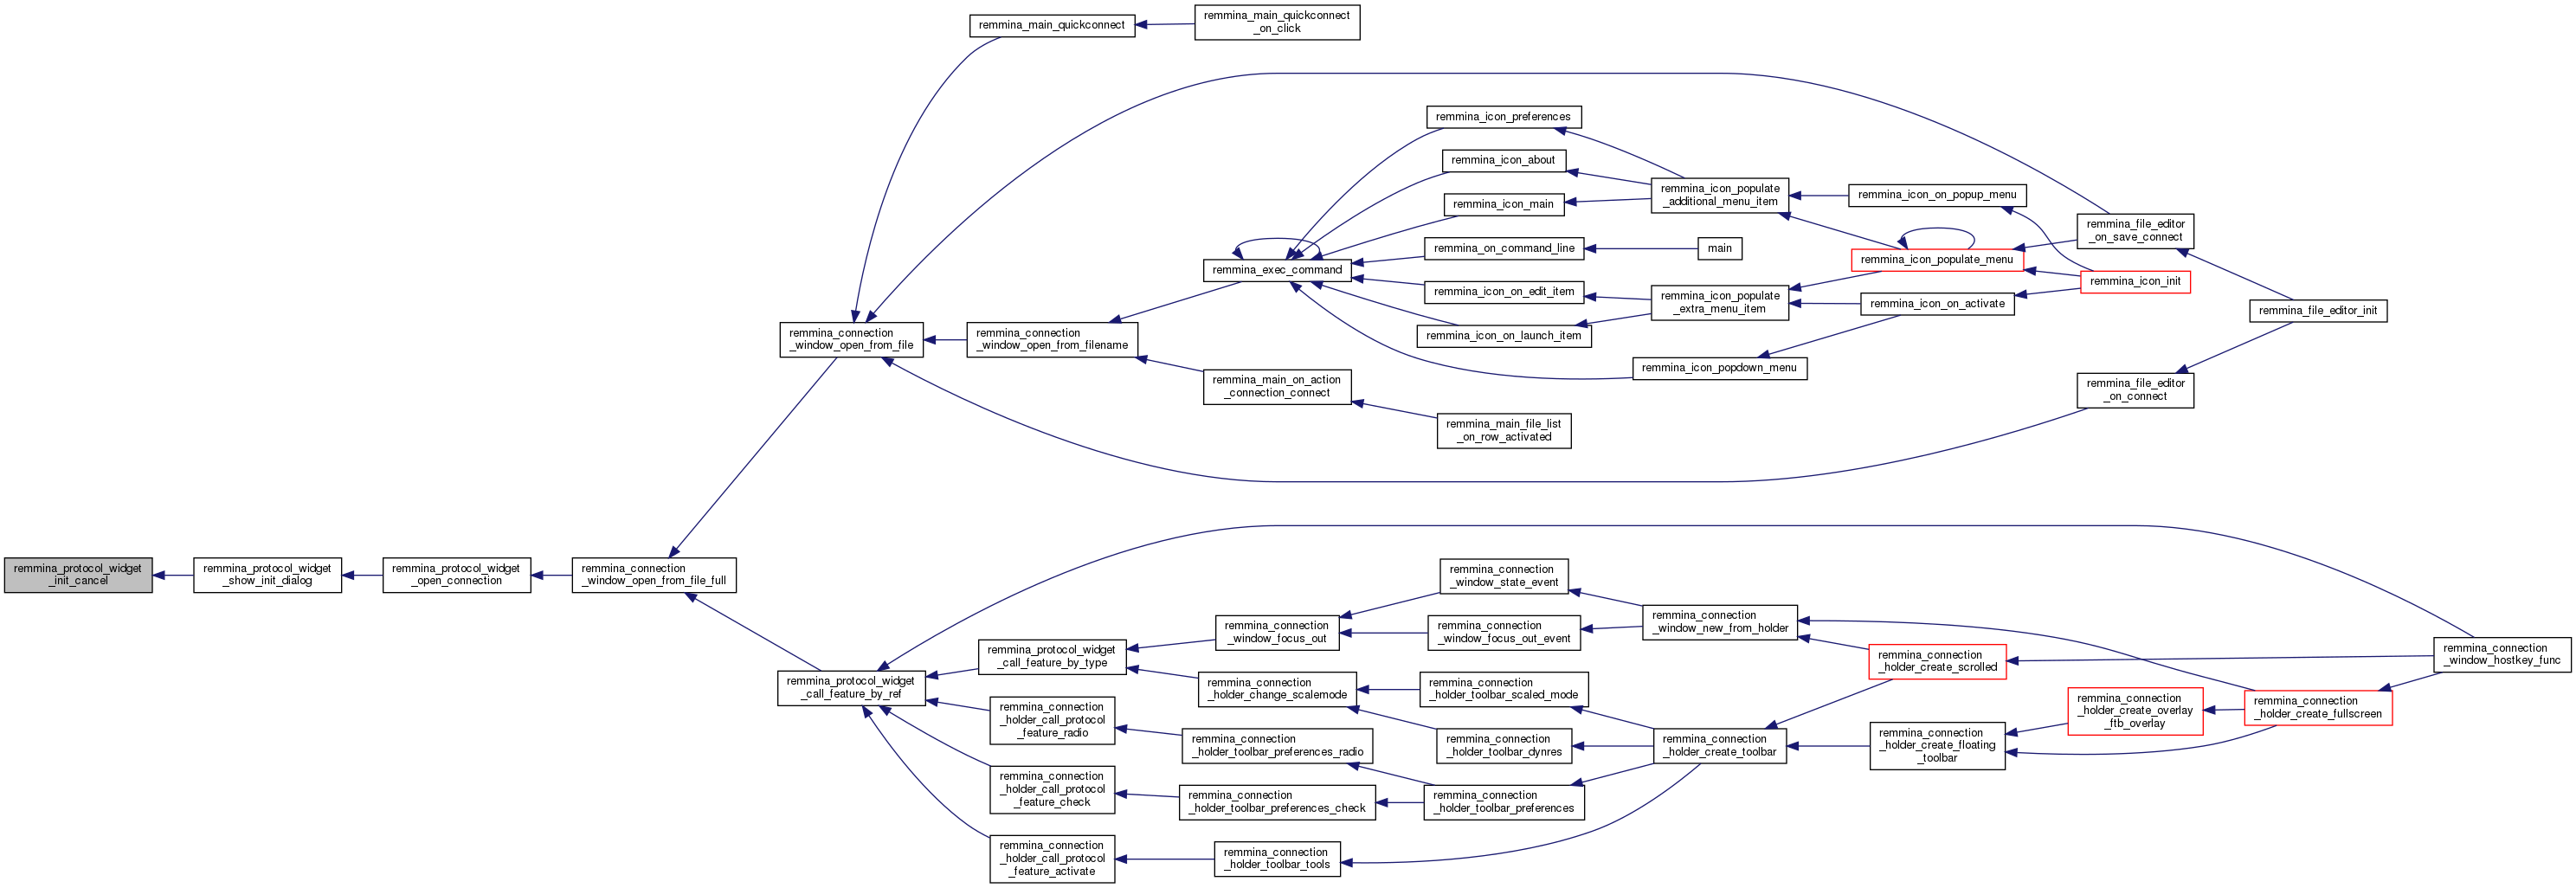 remmina_main_quickconnect
remmina_main_quickconnect
_on_click
remmina_icon_preferences
remmina_icon_about
remmina_icon_main
remmina_icon_populate
_additional_menu_item
remmina_icon_on_popup_menu
remmina_file_editor
_on_save_connect
remmina_on_command_line
main
remmina_icon_populate_menu
remmina_exec_command
remmina_icon_on_edit_item
remmina_icon_populate
_extra_menu_item
remmina_icon_on_activate
remmina_icon_init
remmina_file_editor_init
remmina_connection
_window_open_from_file
remmina_connection
_window_open_from_filename
remmina_icon_on_launch_item
remmina_icon_popdown_menu
remmina_main_on_action
_connection_connect
remmina_file_editor
_on_connect
remmina_main_file_list
_on_row_activated
remmina_protocol_widget
_init_cancel
remmina_protocol_widget
_show_init_dialog
remmina_protocol_widget
_open_connection
remmina_connection
_window_open_from_file_full
remmina_connection
_window_state_event
remmina_connection
_window_focus_out
remmina_connection
_window_focus_out_event
remmina_connection
_window_new_from_holder
remmina_protocol_widget
_call_feature_by_type
remmina_connection
_holder_create_scrolled
remmina_connection
_window_hostkey_func
remmina_protocol_widget
_call_feature_by_ref
remmina_connection
_holder_change_scalemode
remmina_connection
_holder_toolbar_scaled_mode
remmina_connection
_holder_create_overlay
_ftb_overlay
remmina_connection
_holder_create_fullscreen
remmina_connection
_holder_call_protocol
_feature_radio
remmina_connection
_holder_toolbar_preferences_radio
remmina_connection
_holder_toolbar_dynres
remmina_connection
_holder_create_toolbar
remmina_connection
_holder_create_floating
_toolbar
remmina_connection
_holder_call_protocol
_feature_check
remmina_connection
_holder_toolbar_preferences_check
remmina_connection
_holder_toolbar_preferences
remmina_connection
_holder_call_protocol
_feature_activate
remmina_connection
_holder_toolbar_tools